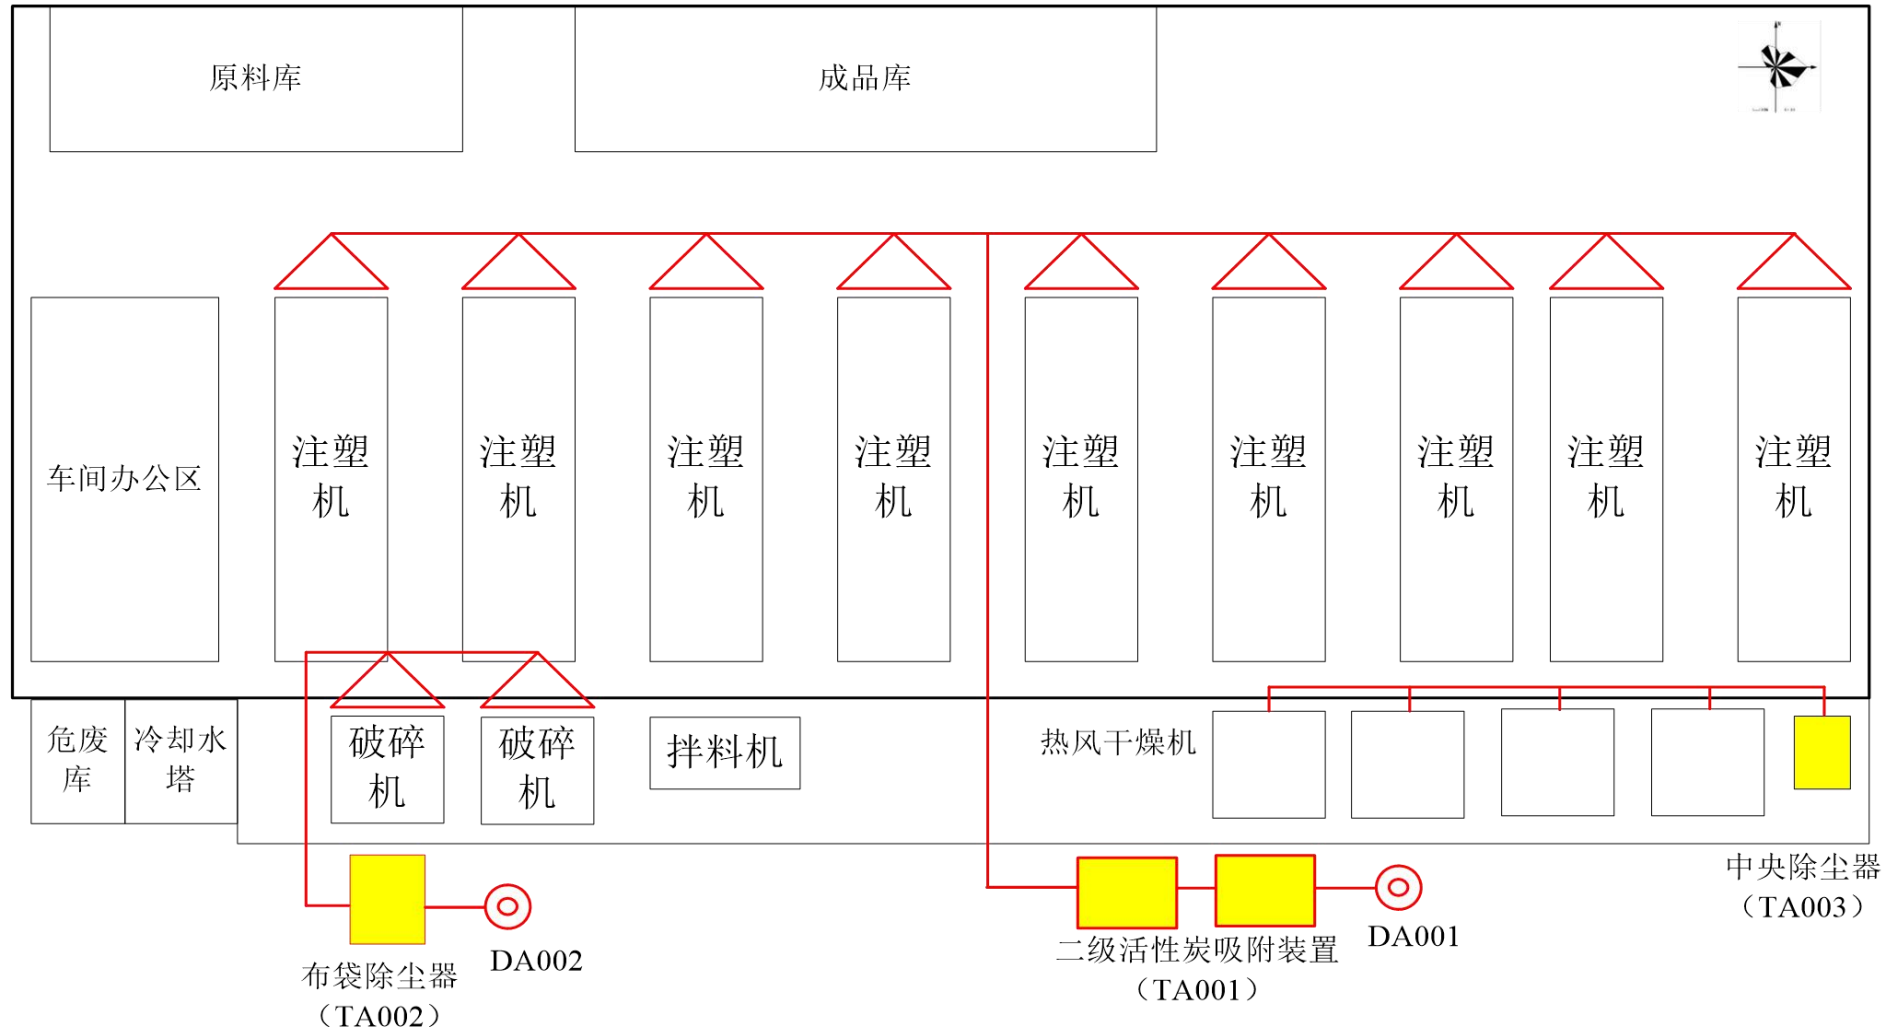 原料库
成品库
车间办公区
注塑
机
注塑
机
注塑
机
注塑
机
注塑
机
注塑
机
注塑
机
注塑
机
注塑
机
危废
库
冷却水
塔
破碎
机
破碎
机
拌料机
热风干燥机
中央除尘器
（TA003）
布袋除尘器
（TA002）
DA002
二级活性炭吸附装置
（TA001）
DA001